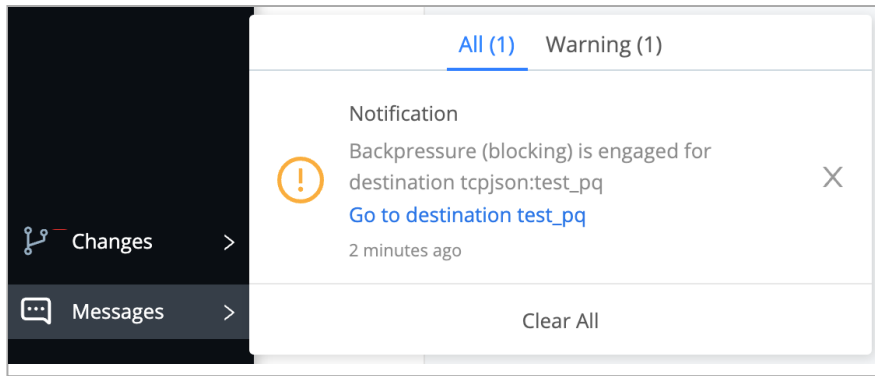 All (1) Warning (1)
Notification
Backpressure (blocking) is engaged for
destination tcpjson:test_pq
Go to destination test_pq
2 minutes ago
Changes
Messages
Clear All